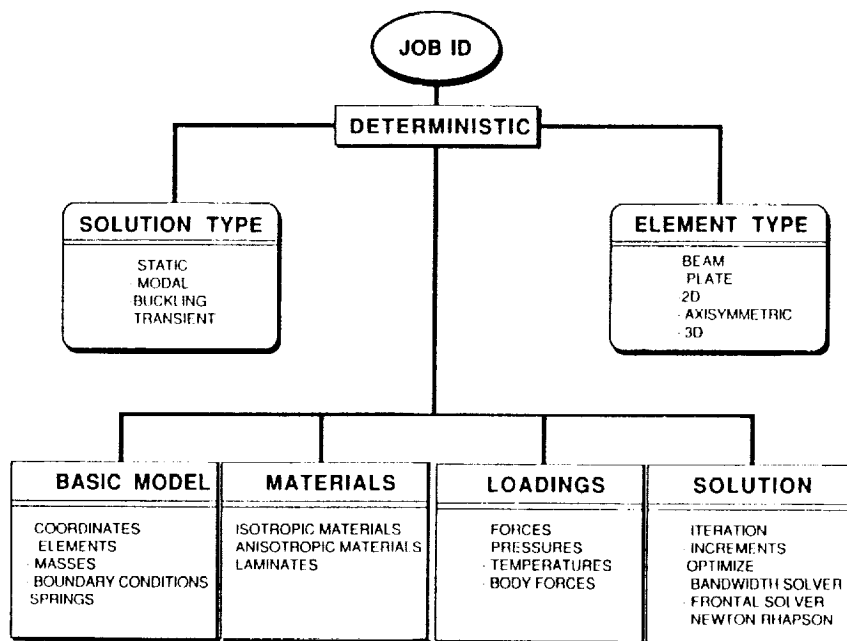 JOB ID
DETERMINISTIC
SOLUTION TYPE
STATIC
- MODAL
- BUCKLING
TRANSIENT
ELEMENT TYPE
BEAM
PLATE
- 2D
- AXISYMMETRIC
- 3D
BASIC MODEL
COORDINATES
ELEMENTS
- MASSES
- BOUNDARY CONDITIONS
SPRINGS
MATERIALS
ISOTROPIC MATERIALS
ANISOTROPIC MATERIALS
LAMINATES
LOADINGS
FORCES
PRESSURES
- TEMPERATURES
- BODY FORCES
SOLUTION
ITERATION
- INCREMENTS
OPTIMIZE
BANDWIDTH SOLVER
- FRONTAL SOLVER
NEWTON RHAPSON